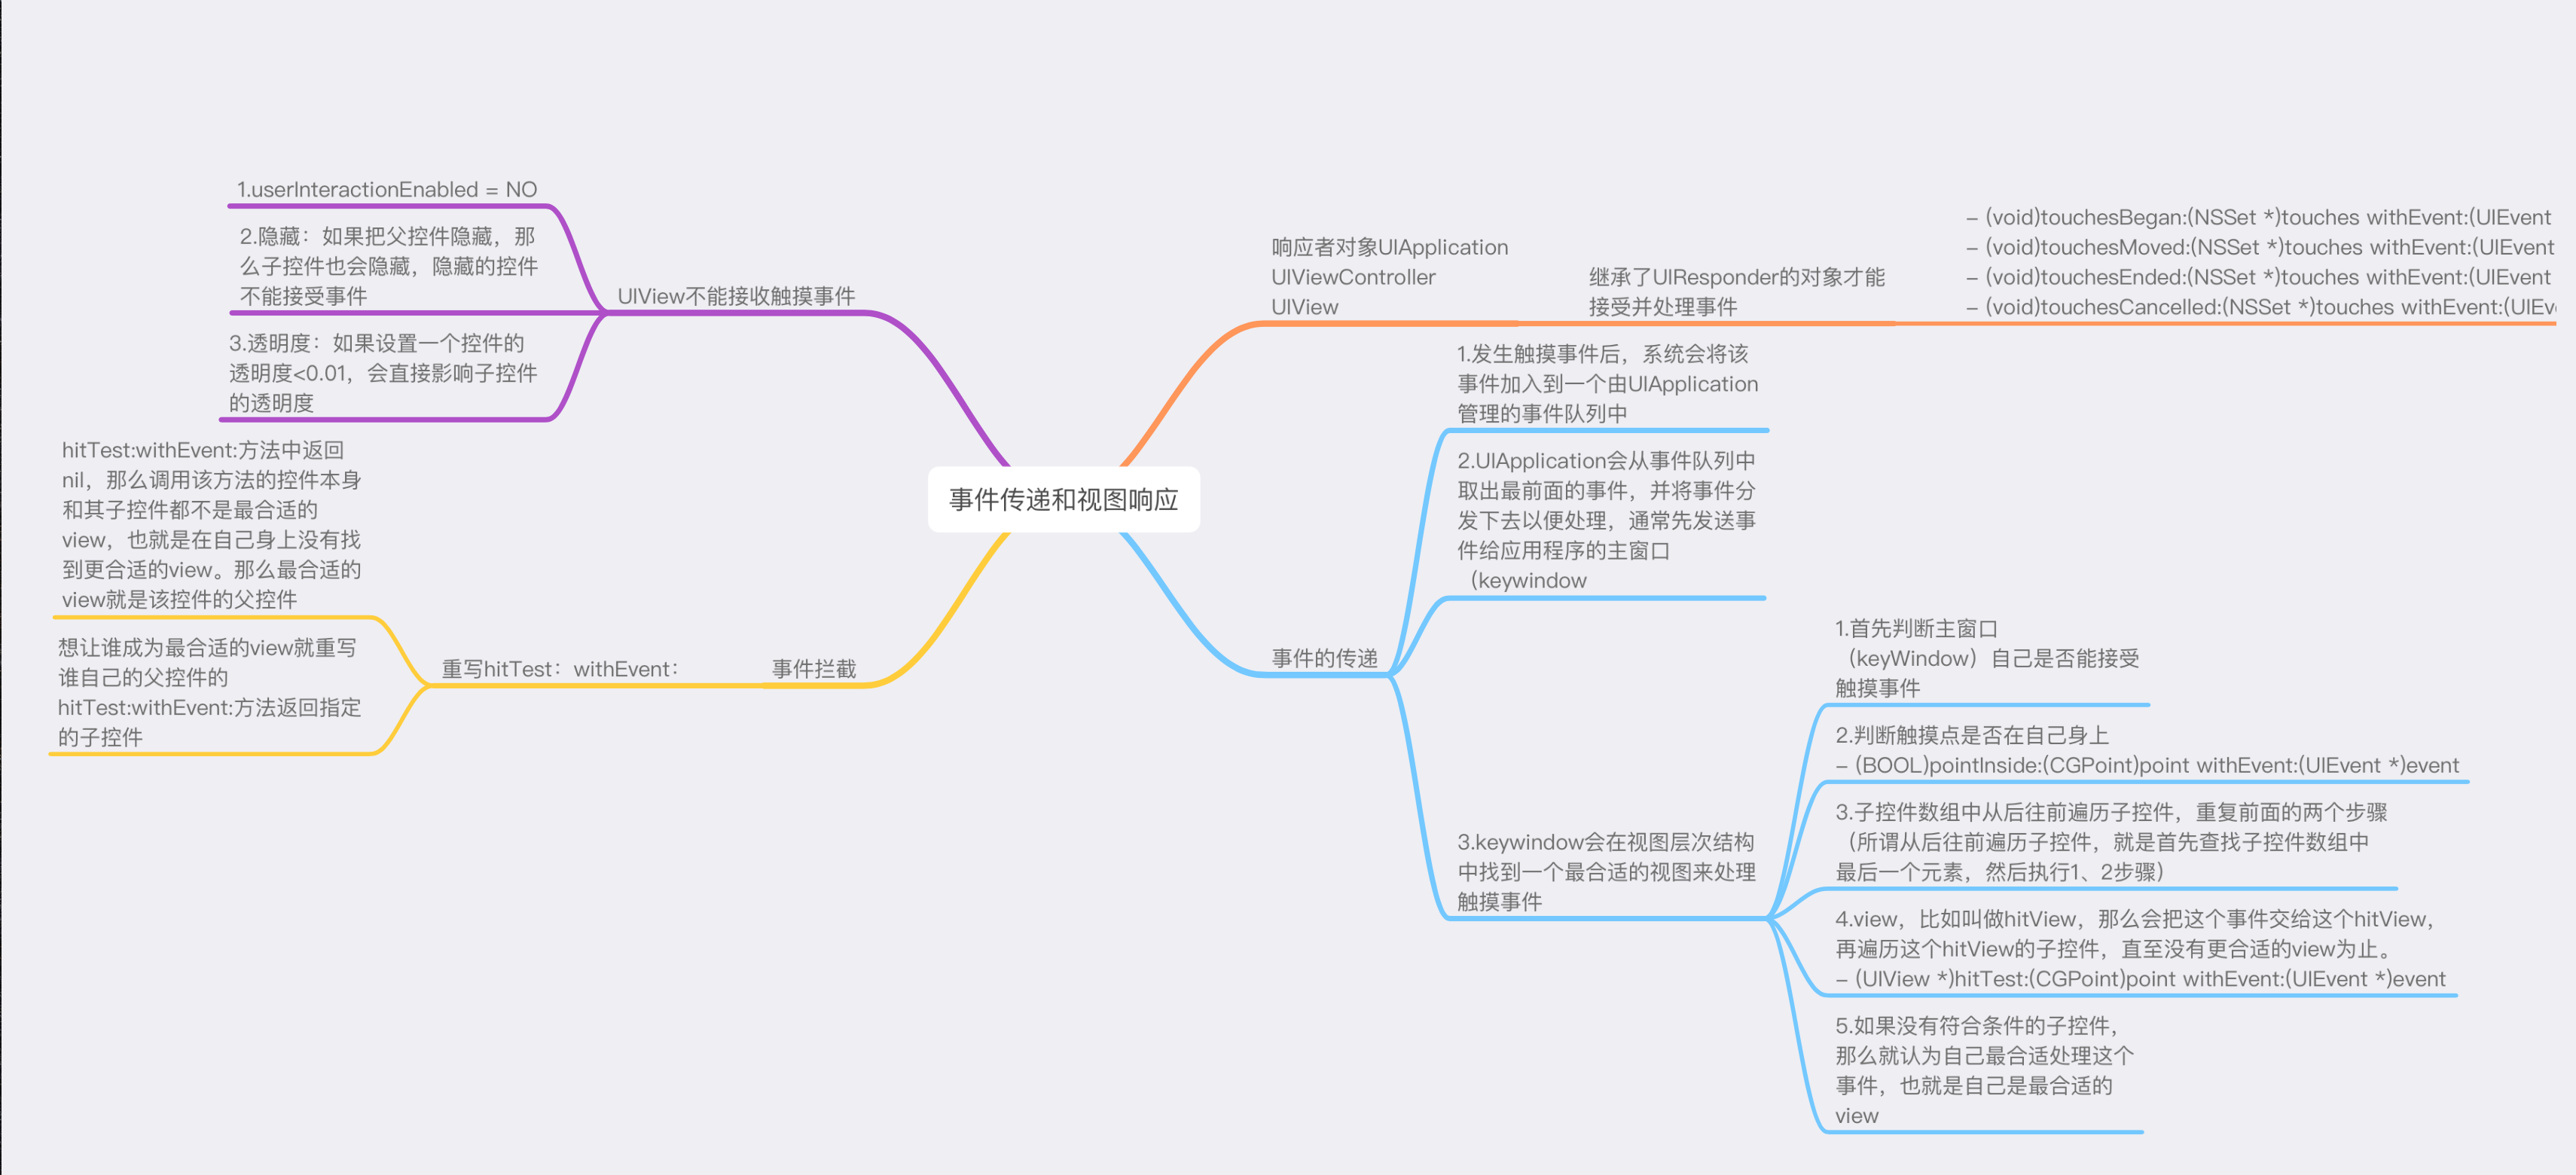 事件传递和视图响应
响应者对象UIApplication
UIViewController
UIView
继承了UIResponder的对象才能
接受并处理事件
- (void)touchesBegan:(NSSet *)touches withEvent:(UIEvent
- (void)touchesMoved:(NSSet *)touches withEvent:(UIEvent
- (void)touchesEnded:(NSSet *)touches withEvent:(UIEvent
- (void)touchesCancelled:(NSSet *)touches withEvent:(UIEv
事件的传递
1.发生触摸事件后，系统会将该
事件加入到一个由UIApplication
管理的事件队列中
2.UIApplication会从事件队列中
取出最前面的事件，并将事件分
发下去以便处理，通常先发送事
件给应用程序的主窗口
（keywindow
3.keywindow会在视图层次结构
中找到一个最合适的视图来处理
触摸事件
1.首先判断主窗口
（keyWindow）自己是否能接受
触摸事件
2.判断触摸点是否在自己身上
- (BOOL)pointInside:(CGPoint)point withEvent:(UIEvent *)event
3.子控件数组中从后往前遍历子控件，重复前面的两个步骤
（所谓从后往前遍历子控件，就是首先查找子控件数组中
最后一个元素，然后执行1、2步骤）
4.view，比如叫做hitView，那么会把这个事件交给这个hitView，
再遍历这个hitView的子控件，直至没有更合适的view为止。
- (UIView *)hitTest:(CGPoint)point withEvent:(UIEvent *)event
5.如果没有符合条件的子控件，
那么就认为自己最合适处理这个
事件，也就是自己是最合适的
view
UIView不能接收触摸事件
1.userInteractionEnabled = NO
2.隐藏：如果把父控件隐藏，那
么子控件也会隐藏，隐藏的控件
不能接受事件
3.透明度：如果设置一个控件的
透明度<0.01，会直接影响子控件
的透明度
事件拦截
重写hitTest：withEvent：
hitTest:withEvent:方法中返回
nil，那么调用该方法的控件本身
和其子控件都不是最合适的
view，也就是在自己身上没有找
到更合适的view。那么最合适的
view就是该控件的父控件
想让谁成为最合适的view就重写
谁自己的父控件的
hitTest:withEvent:方法返回指定
的子控件